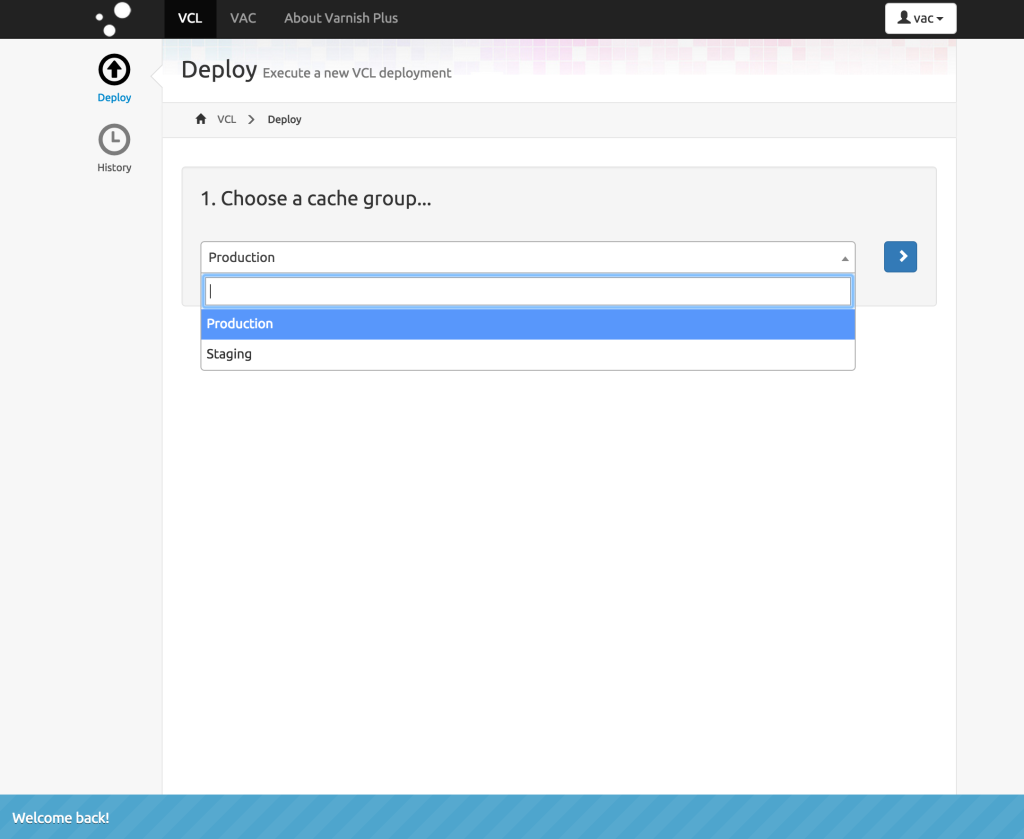 VCL VAC About Varnish Plus vac
Deploy
Deploy Execute a new VCL deployment
VCL Deploy
History
1. Choose a cache group...
Production
Production
Staging
Welcome back!